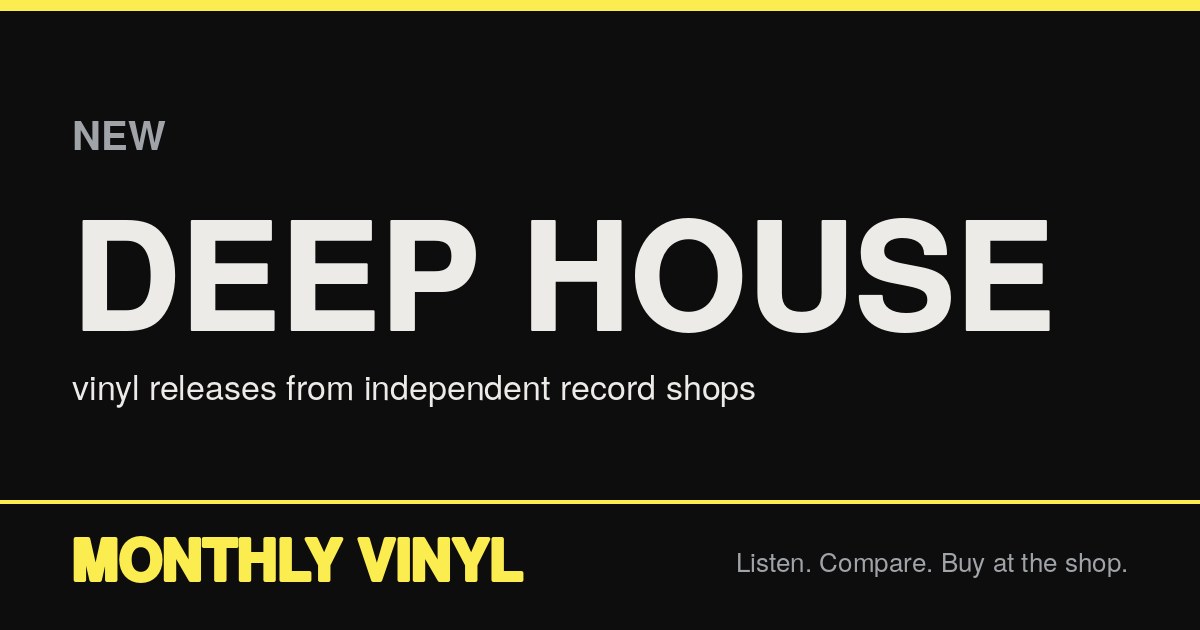 NEW
DEEP HOUSE
vinyl releases from independent record shops
MONTHLY VINYL
Listen. Compare. Buy at the shop.